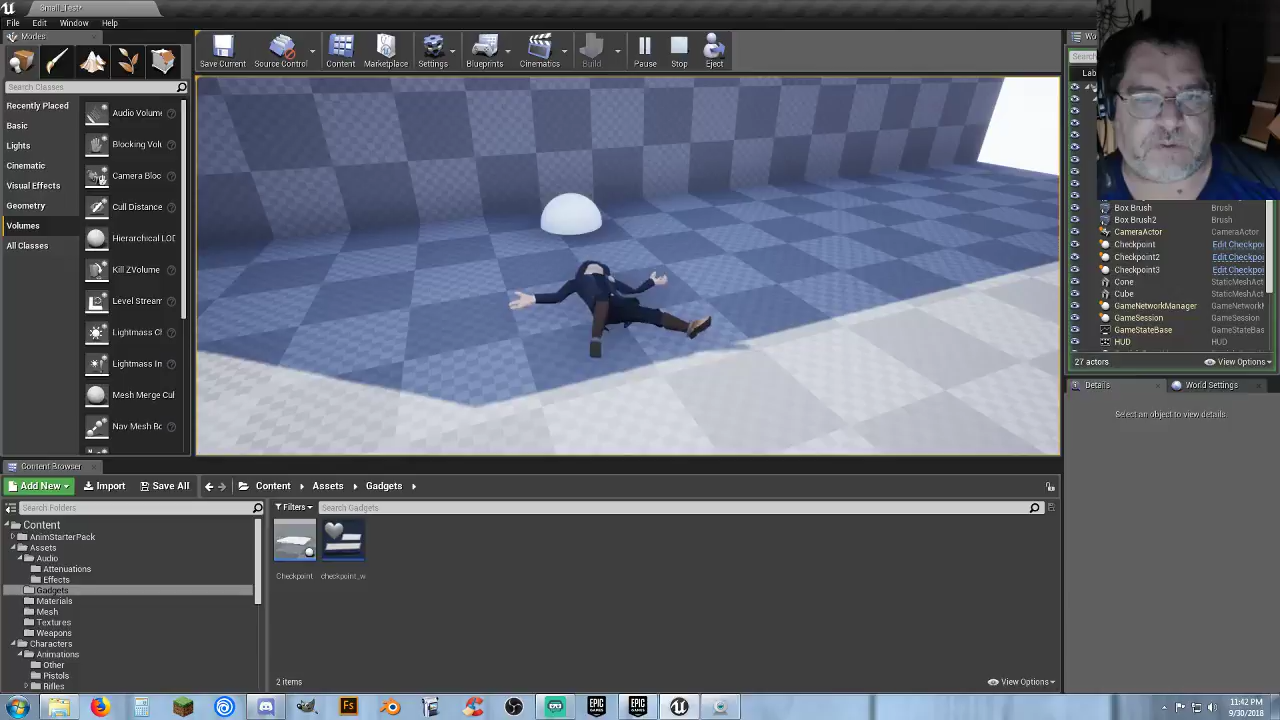 Small_Test*
File Edit Window Help
Modes
Save Current Source Control Content Marketplace Settings Blueprints Cinematics Build Pause Stop Eject
Search Classes
Recently Placed
Basic
Lights
Cinematic
Visual Effects
Geometry
Volumes
All Classes
Audio Volume
Blocking Volu
Camera Bloc
Cull Distance
Hierarchical LOD
Kill ZVolume
Level Stream
Lightmass Ch
Lightmass Im
Mesh Merge Cul
Nav Mesh Bo
Lab
Box Brush Brush
Box Brush2 Brush
CameraActor CameraActor
Checkpoint Edit Checkpoi
Checkpoint2 Edit Checkpoi
Checkpoint3 Edit Checkpoi
Cone StaticMeshAct
Cube StaticMeshAct
GameNetworkManager GameNetworkM
GameSession GameSession
GameStateBase GameStateBase
HUD HUD
27 actors View Options
Details World Settings
Select an object to view details.
Content Browser
Add New Import Save All Content Assets Gadgets
Search Folders
Filters Search Gadgets
Content
AnimStarterPack
Assets
Audio
Attenuations
Effects
Gadgets
Materials
Mesh
Textures
Weapons
Characters
Animations
Other
Pistols
Rifles
Checkpoint checkpoint_w
2 items View Options
11:42 PM
9/30/2018